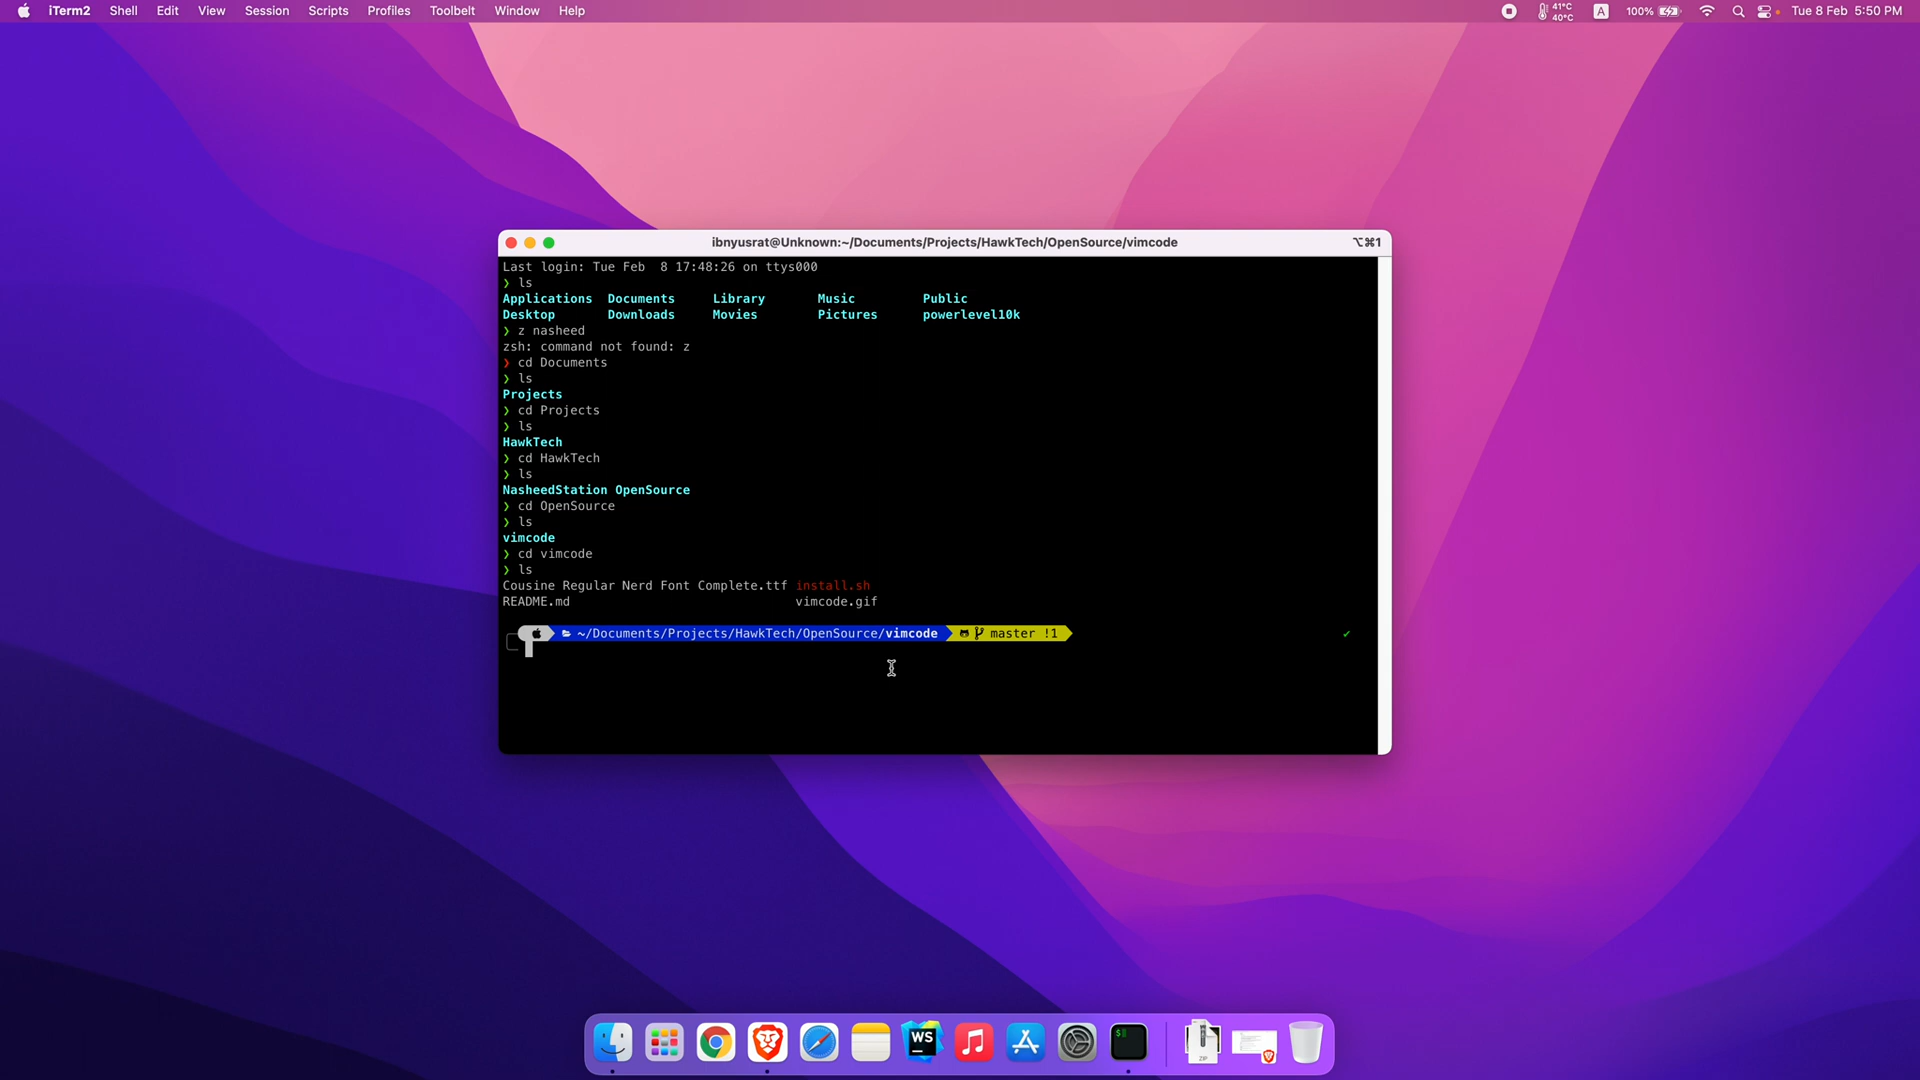 iTerm2 Shell Edit View Session Scripts Profiles Toolbelt Window Help 41°C 40°C A 100% Tue 8 Feb 5:50 PM
ibnyusrat@Unknown:~/Documents/Projects/HawkTech/OpenSource/vimcode ⌥⌘1
Last login: Tue Feb  8 17:48:26 on ttys000
❯ ls
Applications Documents Library Music Public
Desktop Downloads Movies Pictures powerlevel10k
❯ z nasheed
zsh: command not found: z
❯ cd Documents
❯ ls
Projects
❯ cd Projects
❯ ls
HawkTech
❯ cd HawkTech
❯ ls
NasheedStation OpenSource
❯ cd OpenSource
❯ ls
vimcode
❯ cd vimcode
❯ ls
Cousine Regular Nerd Font Complete.ttf install.sh
README.md vimcode.gif
~/Documents/Projects/HawkTech/OpenSource/vimcode master !1 ✔
WS
$
ZIP